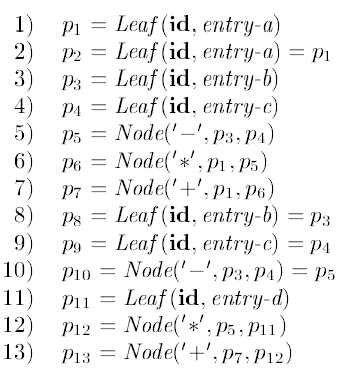 1) p₁ = Leaf(id, entry-a)
2) p₂ = Leaf(id, entry-a) = p₁
3) p₃ = Leaf(id, entry-b)
4) p₄ = Leaf(id, entry-c)
5) p₅ = Node('−', p₃, p₄)
6) p₆ = Node('*', p₁, p₅)
7) p₇ = Node('+', p₁, p₆)
8) p₈ = Leaf(id, entry-b) = p₃
9) p₉ = Leaf(id, entry-c) = p₄
10) p₁₀ = Node('−', p₃, p₄) = p₅
11) p₁₁ = Leaf(id, entry-d)
12) p₁₂ = Node('*', p₅, p₁₁)
13) p₁₃ = Node('+', p₇, p₁₂)